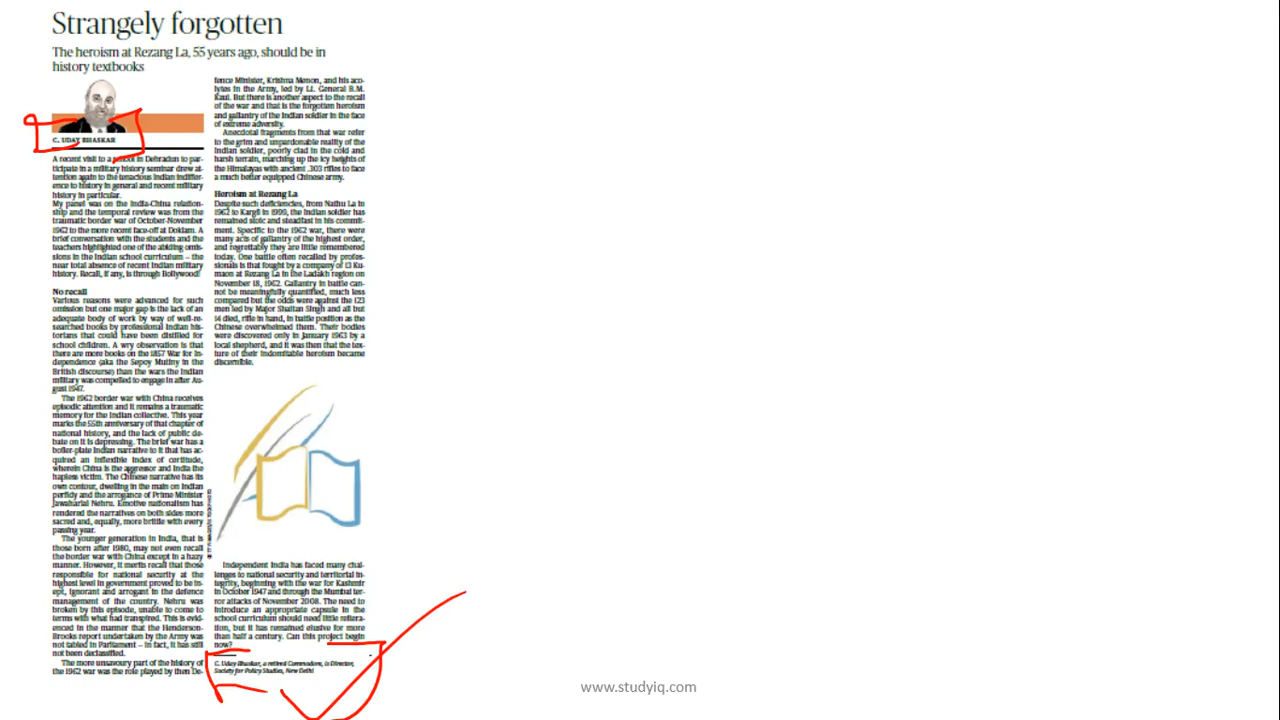 Strangely forgotten
The heroism at Rezang La, 55 years ago, should be in
history textbooks
C. UDAY BHASKAR
A recent visit to a school in Dehradun to par-
ticipate in a military history seminar drew at-
tention again to the tenacious Indian indiffer-
ence to history in general and recent military
history in particular.
My panel was on the India-China relation-
ship and the temporal review was from the
traumatic border war of October-November
1962 to the more recent face-off at Doklam. A
brief conversation with the students and the
teachers highlighted one of the abiding omis-
sions in the Indian school curriculum – the
near total absence of recent Indian military
history. Recall, if any, is through Bollywood!
No recall
Various reasons were advanced for such
omission but one major gap is the lack of an
adequate body of work by way of well-re-
searched books by professional Indian his-
torians that could have been distilled for
school children. A wry observation is that
there are more books on the 1857 War for In-
dependence (aka the Sepoy Mutiny in the
British discourse) than the wars the Indian
military was compelled to engage in after Au-
gust 1947.
The 1962 border war with China receives
episodic attention and it remains a traumatic
memory for the Indian collective. This year
marks the 55th anniversary of that chapter of
national history, and the lack of public de-
bate on it is depressing. The brief war has a
boiler-plate Indian narrative to it that has ac-
quired an inflexible index of certitude,
wherein China is the aggressor and India the
hapless victim. The Chinese narrative has its
own contour, dwelling in the main on Indian
perfidy and the arrogance of Prime Minister
Jawaharlal Nehru. Emotive nationalism has
rendered the narratives on both sides more
sacred and, equally, more brittle with every
passing year.
The younger generation in India, that is
those born after 1980, may not even recall
the border war with China except in a hazy
manner. However, it merits recall that those
responsible for national security at the
highest level in government proved to be in-
ept, ignorant and arrogant in the defence
management of the country. Nehru was
broken by this episode, unable to come to
terms with what had transpired. This is evid-
enced in the manner that the Henderson-
Brooks report undertaken by the Army was
not tabled in Parliament – in fact, it has still
not been declassified.
The more unsavoury part of the history of
the 1962 war was the role played by then De-
fence Minister, Krishna Menon, and his aco-
lytes in the Army, led by Lt. General B.M.
Kaul. But there is another aspect to the recall
of the war and that is the forgotten heroism
and gallantry of the Indian soldier in the face
of extreme adversity.
Anecdotal fragments from that war refer
to the grim and unpardonable reality of the
Indian soldier, poorly clad in the cold and
harsh terrain, marching up the icy heights of
the Himalayas with ancient .303 rifles to face
a much better equipped Chinese army.
Heroism at Rezang La
Despite such deficiencies, from Nathu La in
1962 to Kargil in 1999, the Indian soldier has
remained stoic and steadfast in his commit-
ment. Specific to the 1962 war, there were
many acts of gallantry of the highest order,
and regrettably they are little remembered
today. One battle often recalled by profes-
sionals is that fought by a company of 13 Ku-
maon at Rezang La in the Ladakh region on
November 18, 1962. Gallantry in battle can-
not be meaningfully quantified, much less
compared but the odds were against the 123
men led by Major Shaitan Singh and all but
14 died, rifle in hand, in battle position as the
Chinese overwhelmed them. Their bodies
were discovered only in January 1963 by a
local shepherd, and it was then that the tex-
ture of their indomitable heroism became
discernible.
Independent India has faced many chal-
lenges to national security and territorial in-
tegrity, beginning with the war for Kashmir
in October 1947 and through the Mumbai ter-
ror attacks of November 2008. The need to
introduce an appropriate capsule in the
school curriculum should need little reitera-
tion, but it has remained elusive for more
than half a century. Can this project begin
now?
C. Uday Bhaskar, a retired Commodore, is Director,
Society for Policy Studies, New Delhi
www.studyiq.com